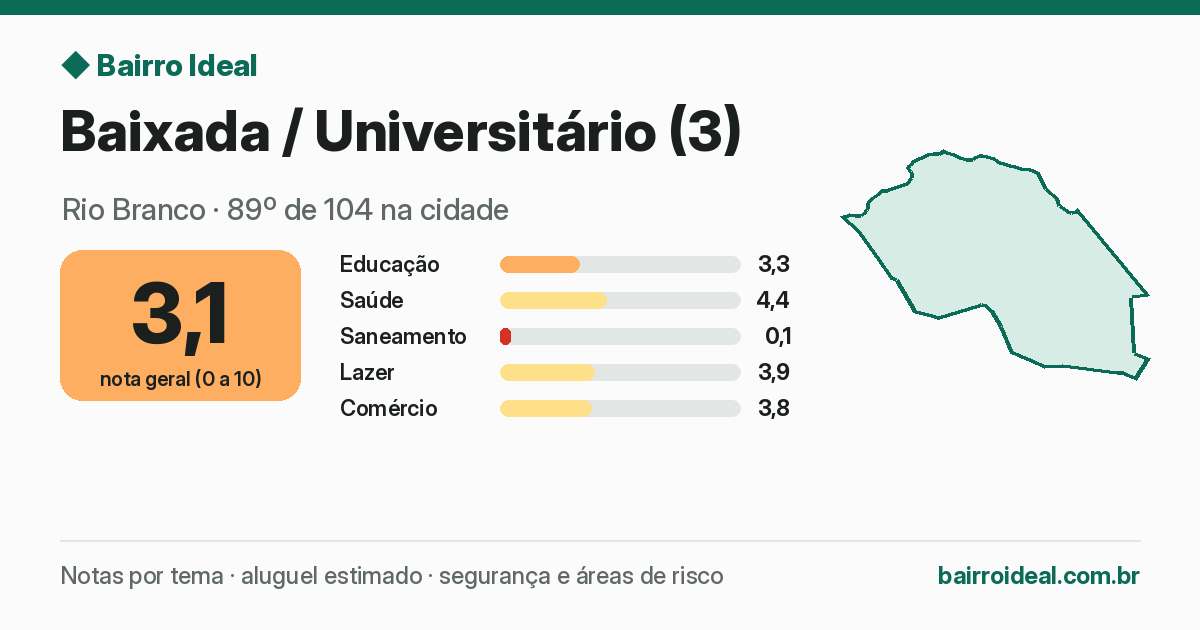 Bairro Ideal
Baixada / Universitário (3)
Rio Branco · 89º de 104 na cidade
3,1
nota geral (0 a 10)
Educação 3,3
Saúde 4,4
Saneamento 0,1
Lazer 3,9
Comércio 3,8
Notas por tema · aluguel estimado · segurança e áreas de risco
bairroideal.com.br